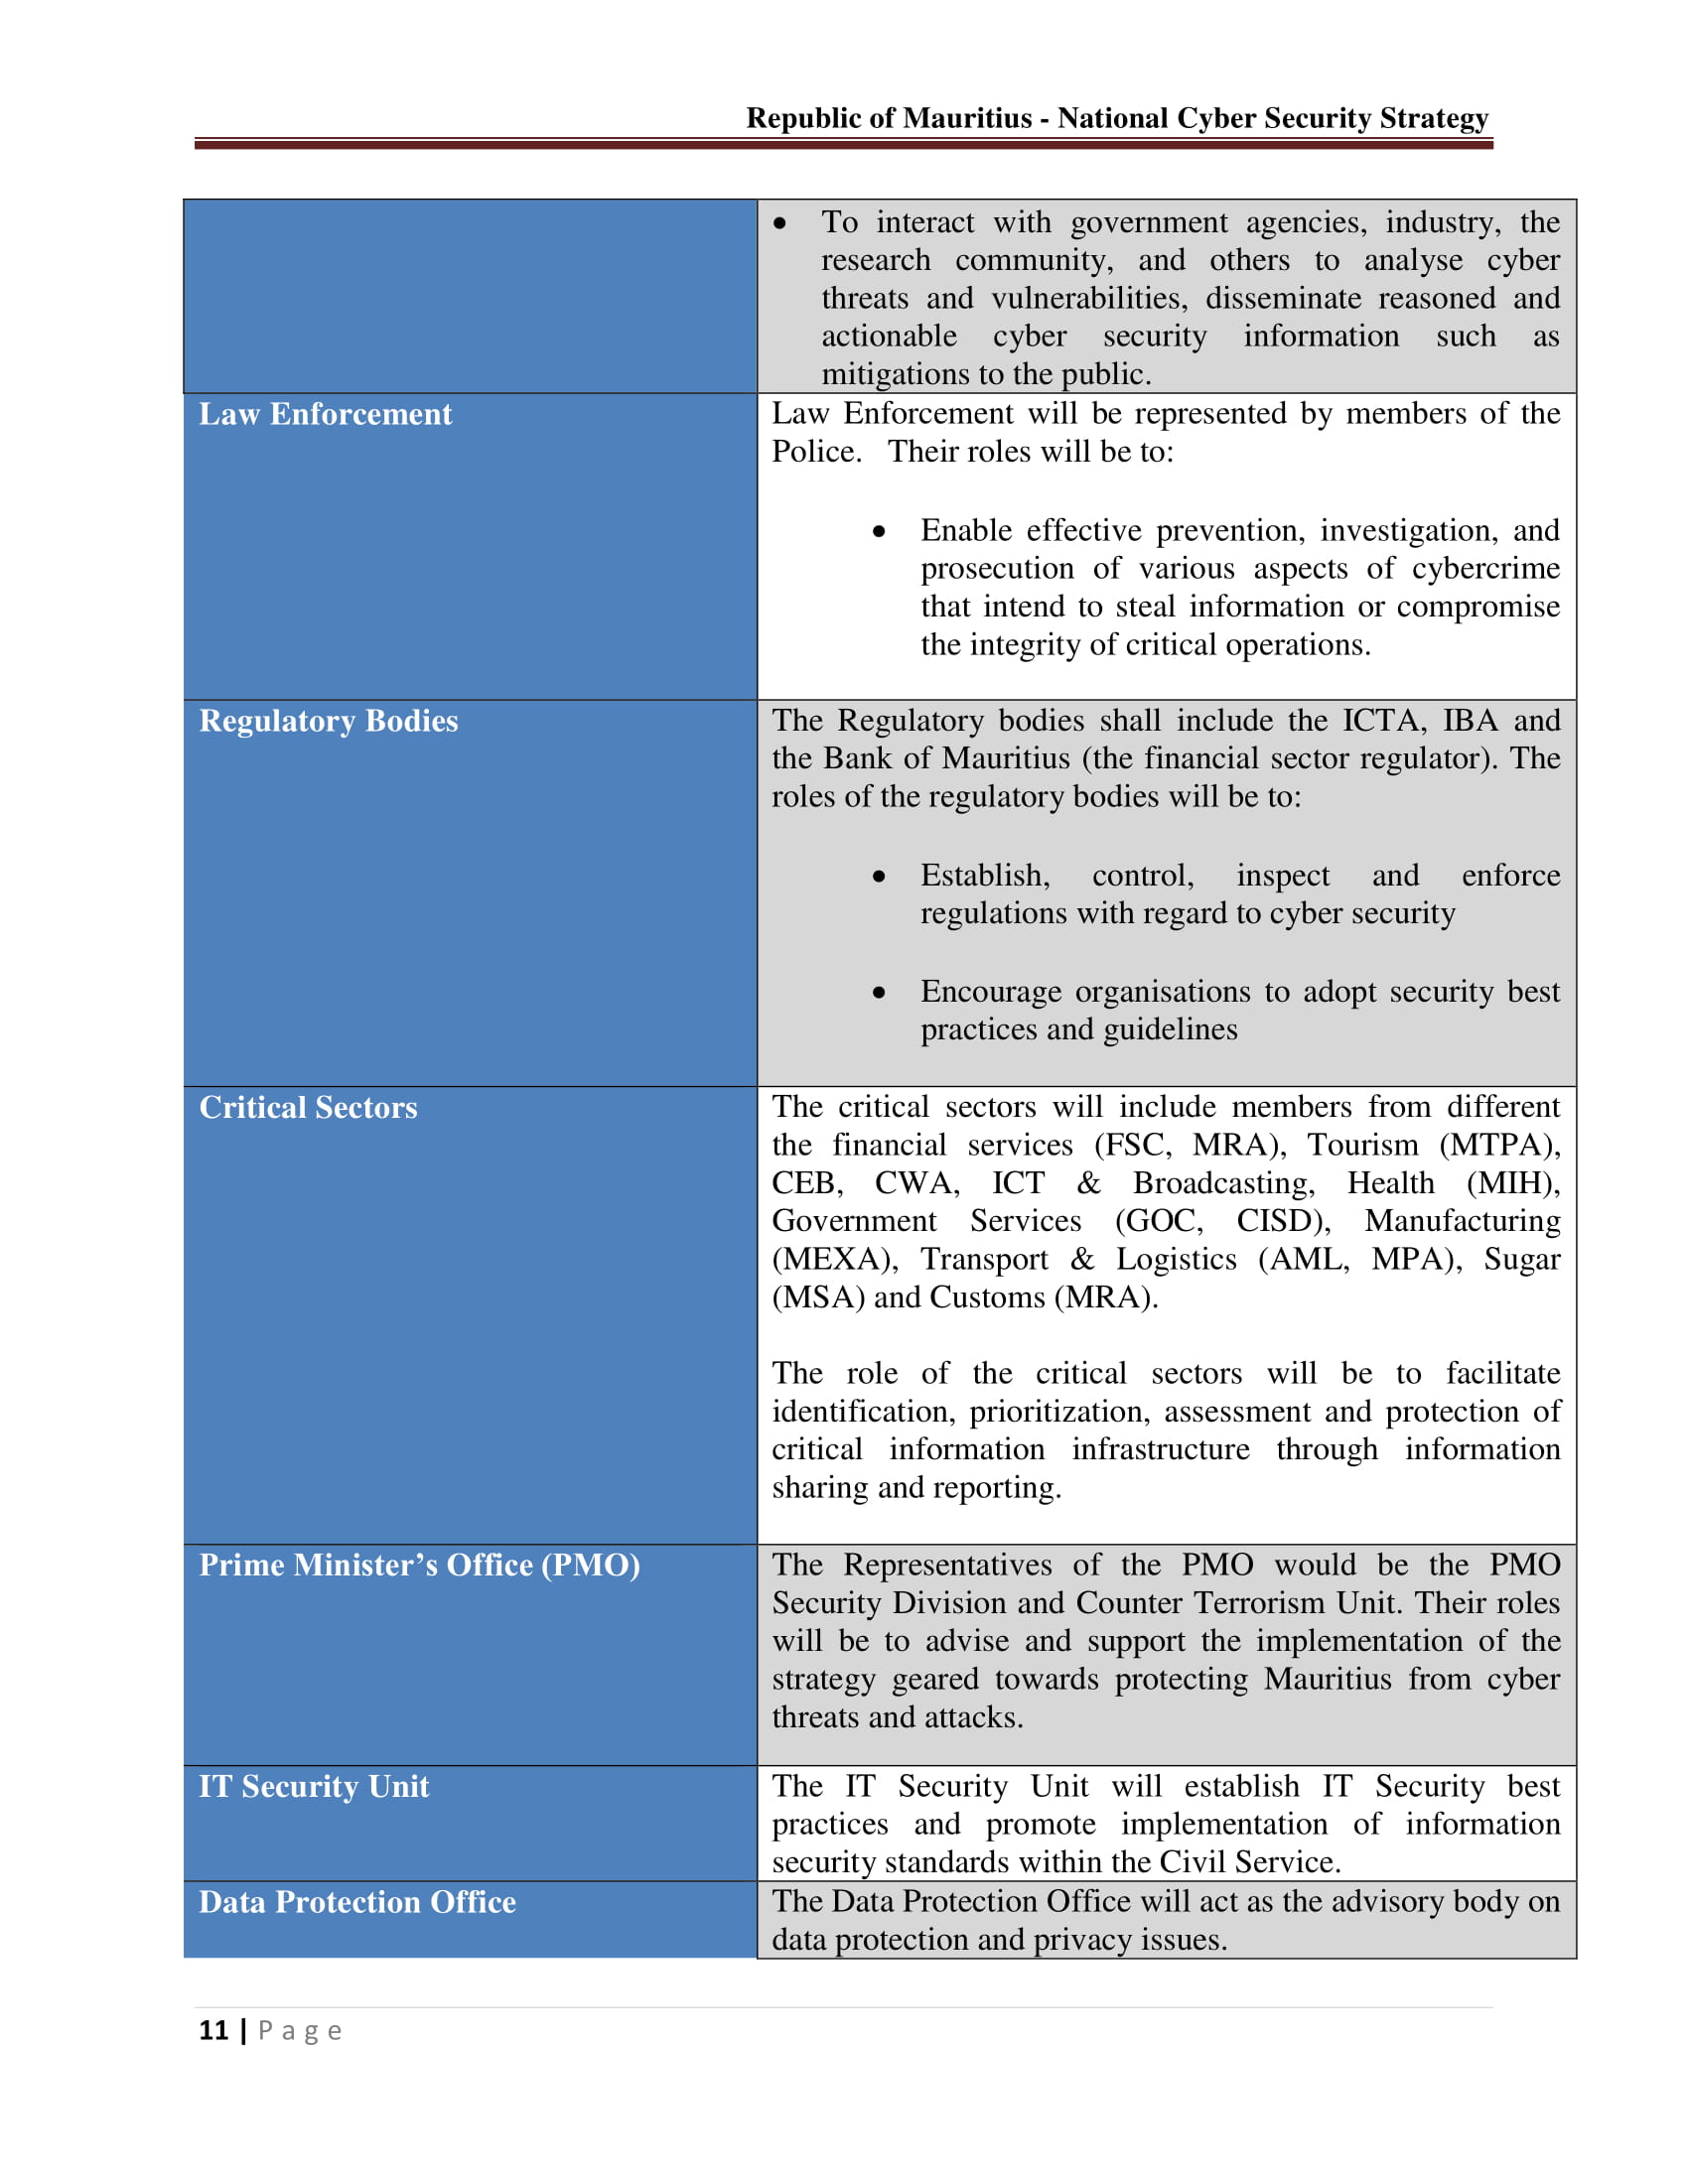 Republic of Mauritius - National Cyber Security Strategy
• To interact with government agencies, industry, the
research community, and others to analyse cyber
threats and vulnerabilities, disseminate reasoned and
actionable cyber security information such as
mitigations to the public.
Law Enforcement
Law Enforcement will be represented by members of the
Police. Their roles will be to:
• Enable effective prevention, investigation, and
prosecution of various aspects of cybercrime
that intend to steal information or compromise
the integrity of critical operations.
Regulatory Bodies
The Regulatory bodies shall include the ICTA, IBA and
the Bank of Mauritius (the financial sector regulator). The
roles of the regulatory bodies will be to:
• Establish, control, inspect and enforce
regulations with regard to cyber security
• Encourage organisations to adopt security best
practices and guidelines
Critical Sectors
The critical sectors will include members from different
the financial services (FSC, MRA), Tourism (MTPA),
CEB, CWA, ICT & Broadcasting, Health (MIH),
Government Services (GOC, CISD), Manufacturing
(MEXA), Transport & Logistics (AML, MPA), Sugar
(MSA) and Customs (MRA).
The role of the critical sectors will be to facilitate
identification, prioritization, assessment and protection of
critical information infrastructure through information
sharing and reporting.
Prime Minister’s Office (PMO)
The Representatives of the PMO would be the PMO
Security Division and Counter Terrorism Unit. Their roles
will be to advise and support the implementation of the
strategy geared towards protecting Mauritius from cyber
threats and attacks.
IT Security Unit
The IT Security Unit will establish IT Security best
practices and promote implementation of information
security standards within the Civil Service.
Data Protection Office
The Data Protection Office will act as the advisory body on
data protection and privacy issues.
11 | Page